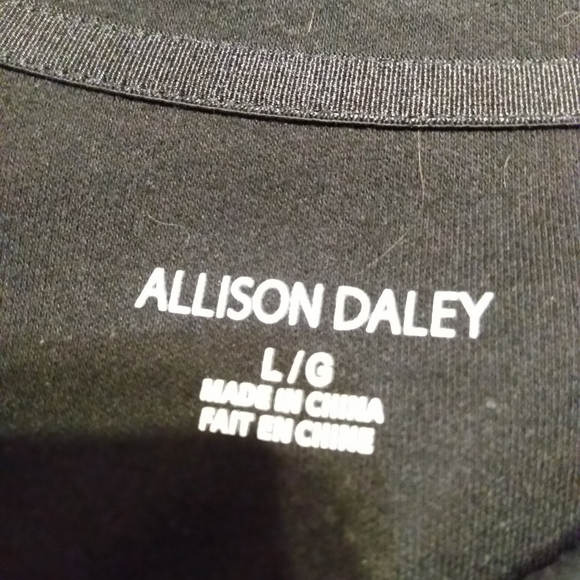 ALLISON DALEY
L/G
MADE IN CHINA
FAIT EN CHINE